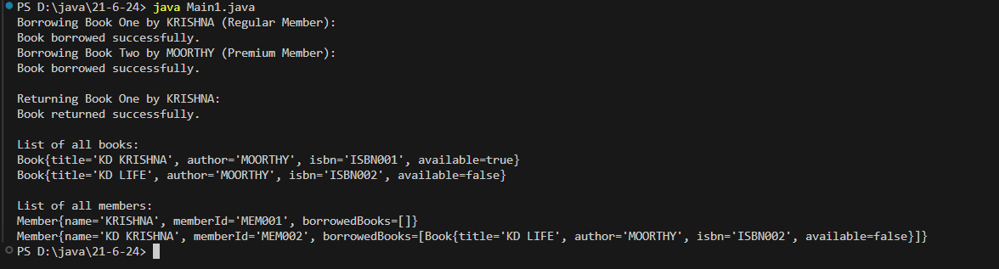 PS D:\java\21-6-24> java Main1.java
Borrowing Book One by KRISHNA (Regular Member):
Book borrowed successfully.
Borrowing Book Two by MOORTHY (Premium Member):
Book borrowed successfully.
Returning Book One by KRISHNA:
Book returned successfully.
List of all books:
Book{title='KD KRISHNA', author='MOORTHY', isbn='ISBN001', available=true}
Book{title='KD LIFE', author='MOORTHY', isbn='ISBN002', available=false}
List of all members:
Member{name='KRISHNA', memberId='MEM001', borrowedBooks=[]}
Member{name='KD KRISHNA', memberId='MEM002', borrowedBooks=[Book{title='KD LIFE', author='MOORTHY', isbn='ISBN002', available=false}]}
PS D:\java\21-6-24>